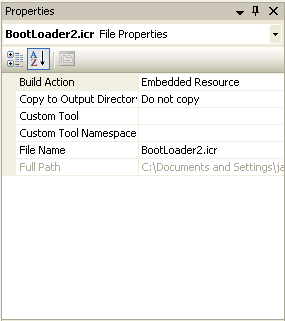 Properties
BootLoader2.icr File Properties
Build Action Embedded Resource
Copy to Output Director Do not copy
Custom Tool
Custom Tool Namespace
File Name BootLoader2.icr
Full Path C:\Documents and Settings\ja